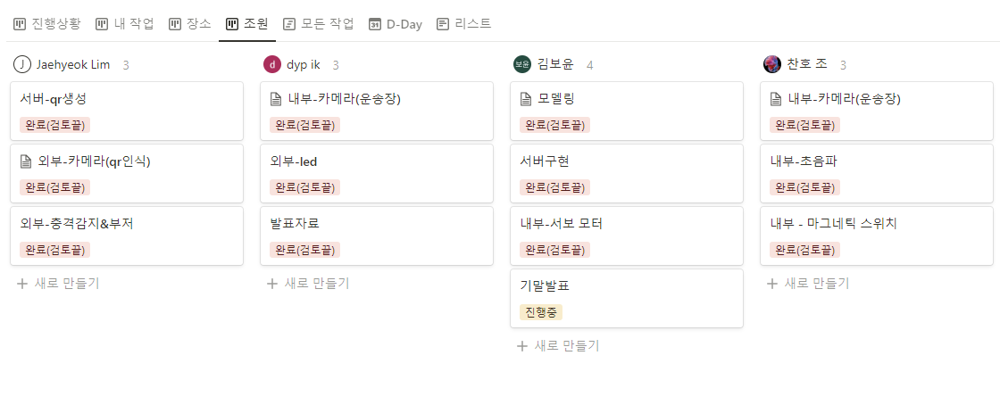 진행상황 내 작업 장소 조원 모든 작업 31 D-Day 리스트
J Jaehyeok Lim 3
서버-qr생성
완료(검토끝)
외부-카메라(qr인식)
완료(검토끝)
외부-충격감지&부저
완료(검토끝)
+ 새로 만들기
d dyp ik 3
내부-카메라(운송장)
완료(검토끝)
외부-led
완료(검토끝)
발표자료
완료(검토끝)
+ 새로 만들기
보윤 김보윤 4
모델링
완료(검토끝)
서버구현
완료(검토끝)
내부-서보 모터
완료(검토끝)
기말발표
진행중
+ 새로 만들기
찬호 조 3
내부-카메라(운송장)
완료(검토끝)
내부-초음파
완료(검토끝)
내부 - 마그네틱 스위치
완료(검토끝)
+ 새로 만들기